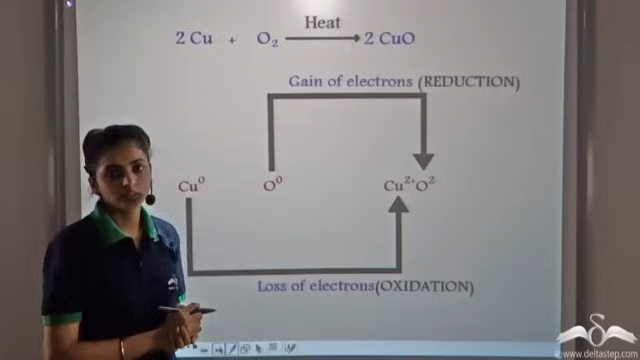 Heat
2 Cu + O₂ → 2 CuO
Gain of electrons (REDUCTION)
Cu⁰ O⁰ Cu²⁺O²⁻
Loss of electrons(OXIDATION)
© www.deltastep.com